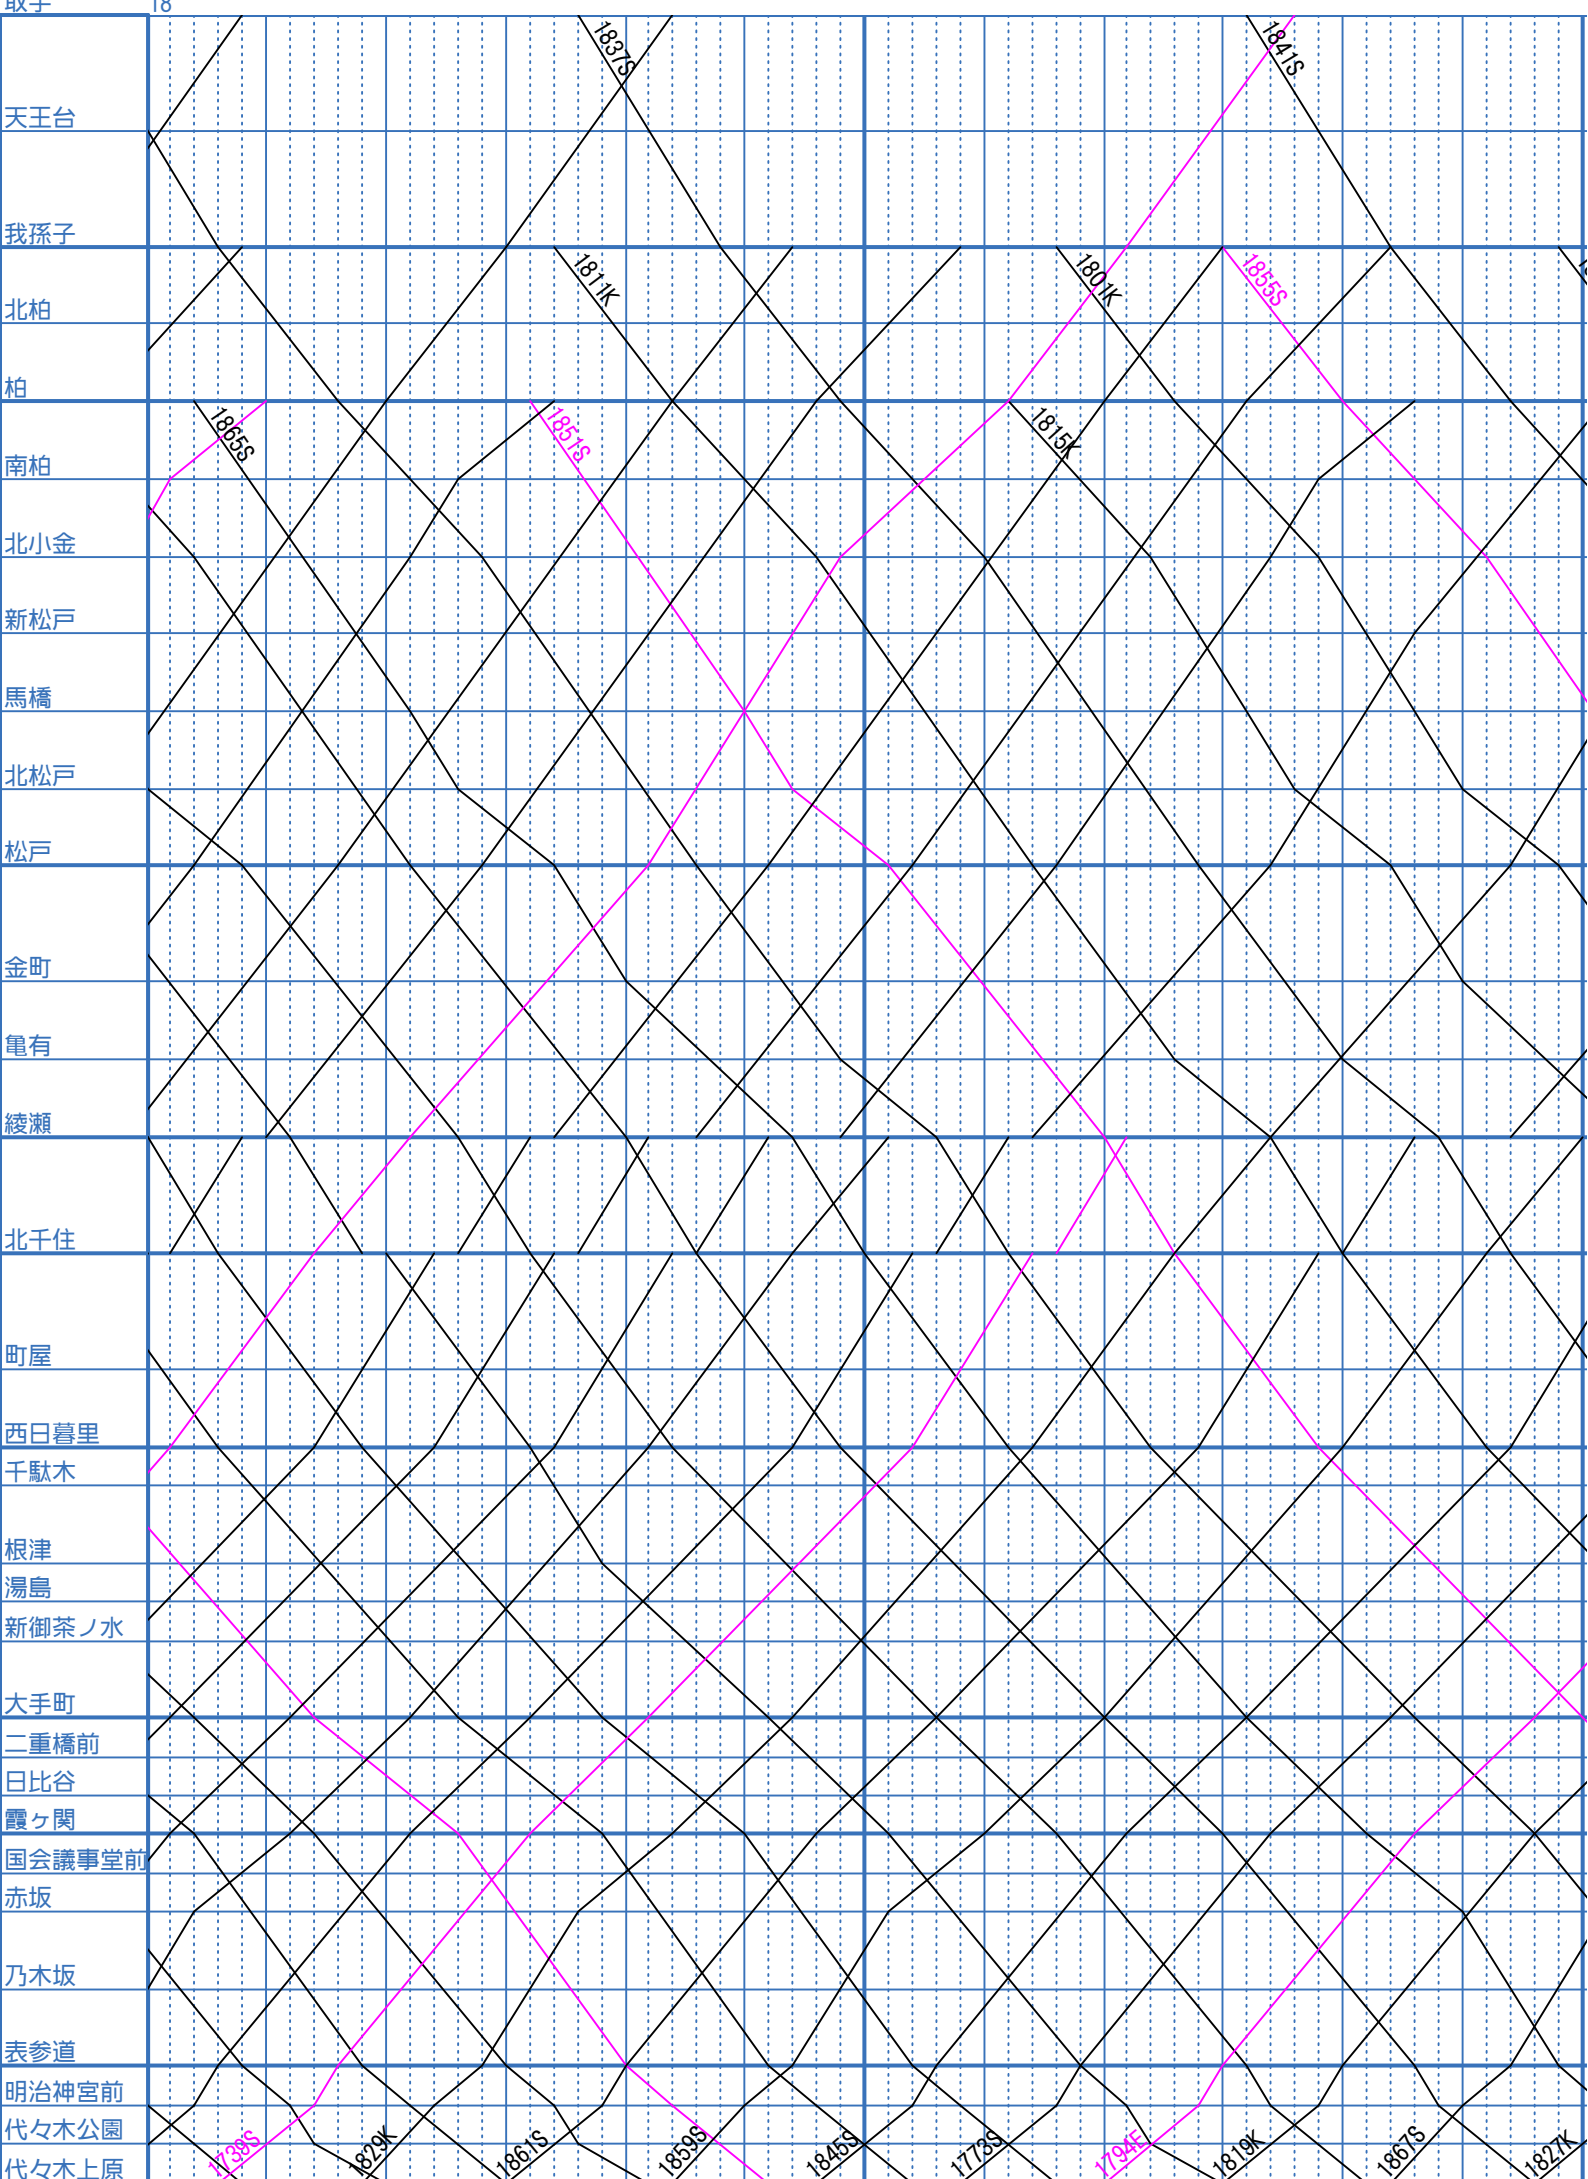 取手
18
1837S
1841S
天王台
我孫子
1811K
1801K
1855S
北柏
柏
1865S
1851S
1815K
南柏
北小金
新松戸
馬橋
北松戸
松戸
金町
亀有
綾瀬
北千住
町屋
西日暮里
千駄木
根津
湯島
新御茶ノ水
大手町
二重橋前
日比谷
霞ヶ関
国会議事堂前
赤坂
乃木坂
表参道
明治神宮前
代々木公園
代々木上原
1739S
1829K
1861S
1859S
1845S
1773S
1794E
1819K
1867S
1827K